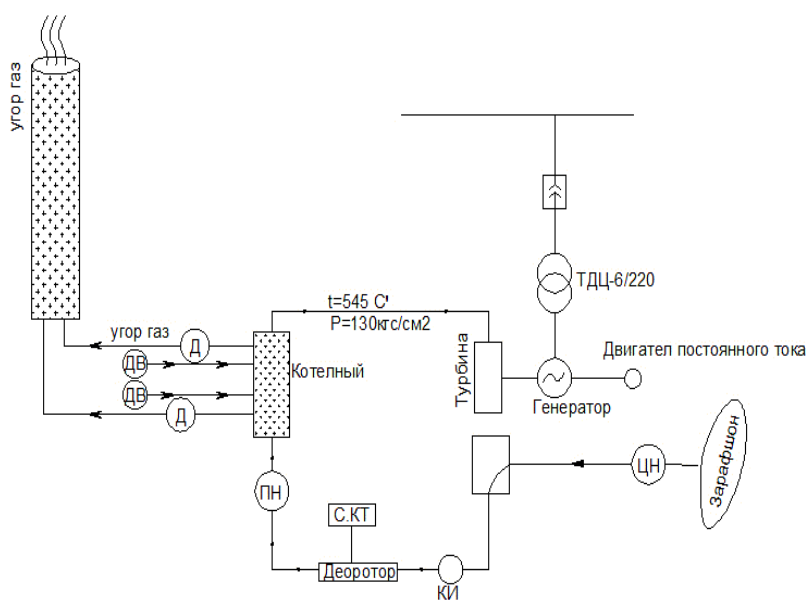 угор газ
ТДЦ-6/220
t=545 C'
P=130кгс/см2
угор газ
Д
ДВ
ДВ
Д
Котелный
Турбина
Генератор
Двигател постоянного тока
ПН
С.КТ
Деоротор
КИ
ЦН
Зарафшон